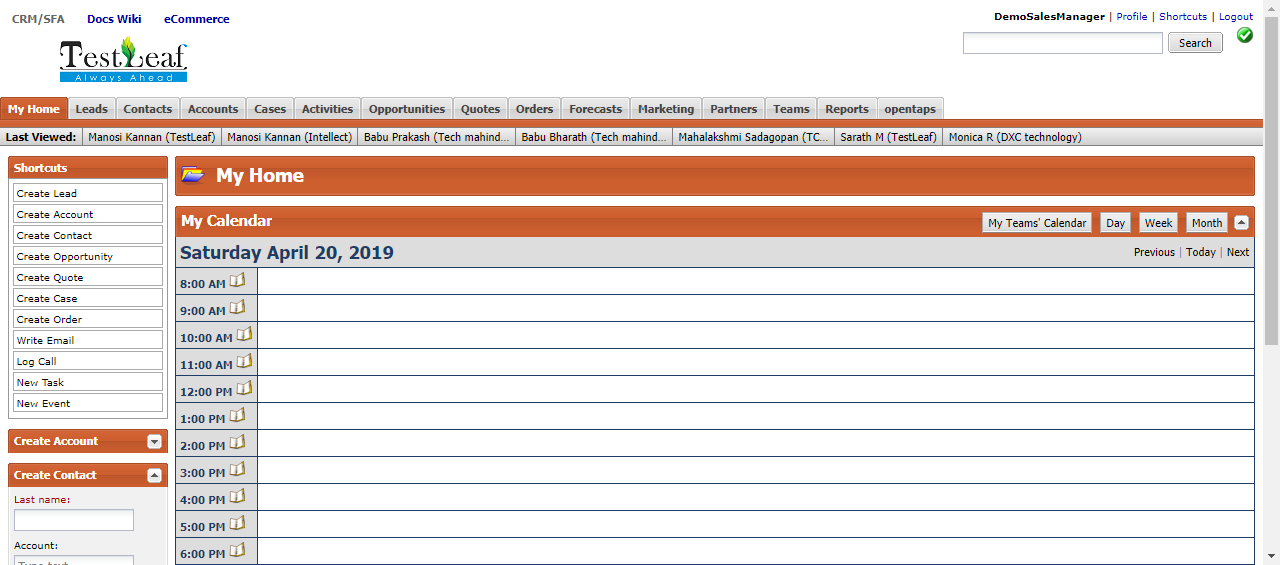 CRM/SFA Docs Wiki eCommerce
DemoSalesManager | Profile | Shortcuts | Logout
TestLeaf
Always Ahead
Search
My Home Leads Contacts Accounts Cases Activities Opportunities Quotes Orders Forecasts Marketing Partners Teams Reports opentaps
Last Viewed: Manosi Kannan (TestLeaf) Manosi Kannan (Intellect) Babu Prakash (Tech mahind... Babu Bharath (Tech mahind... Mahalakshmi Sadagopan (TC... Sarath M (TestLeaf) Monica R (DXC technology)
Shortcuts
Create Lead
Create Account
Create Contact
Create Opportunity
Create Quote
Create Case
Create Order
Write Email
Log Call
New Task
New Event
Create Account
Create Contact
Last name:
Account:
Type text
My Home
My Calendar
My Teams' Calendar Day Week Month
Saturday April 20, 2019
Previous | Today | Next
8:00 AM
9:00 AM
10:00 AM
11:00 AM
12:00 PM
1:00 PM
2:00 PM
3:00 PM
4:00 PM
5:00 PM
6:00 PM